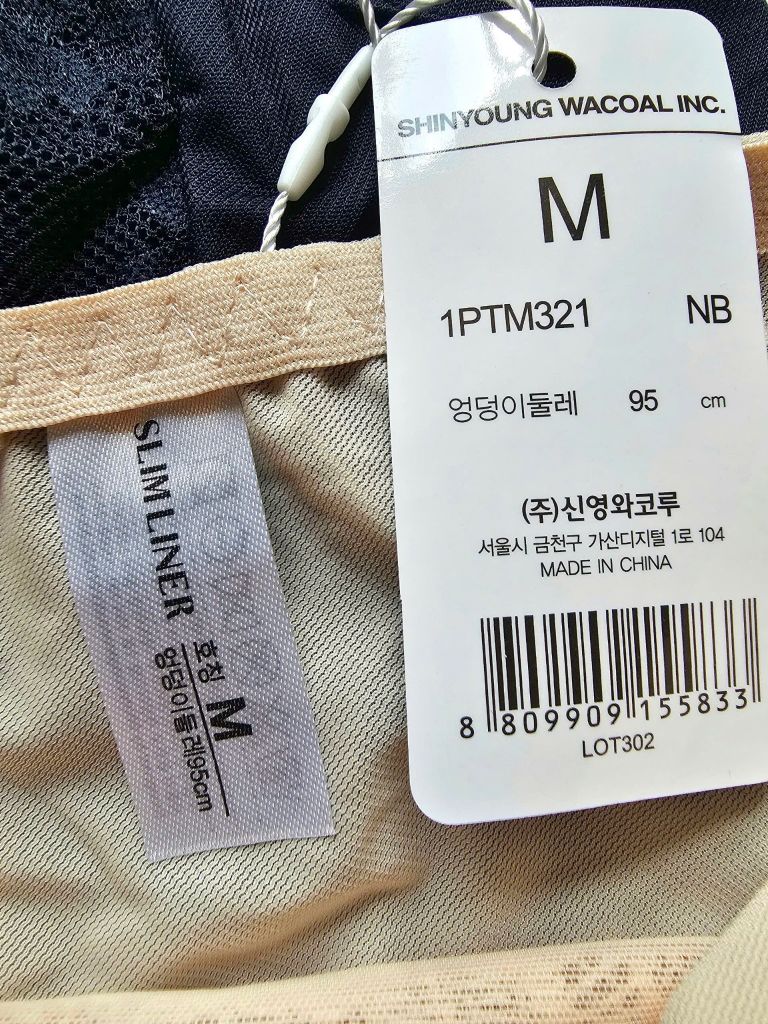 SHINYOUNG WACOAL INC.
M
1PTM321 NB
엉덩이둘레 95 cm
(주)신영와코루
서울시 금천구 가산디지털 1로 104
MADE IN CHINA
8 809909 155833
LOT302
SLIM LINER
호칭 M
엉덩이둘레95cm